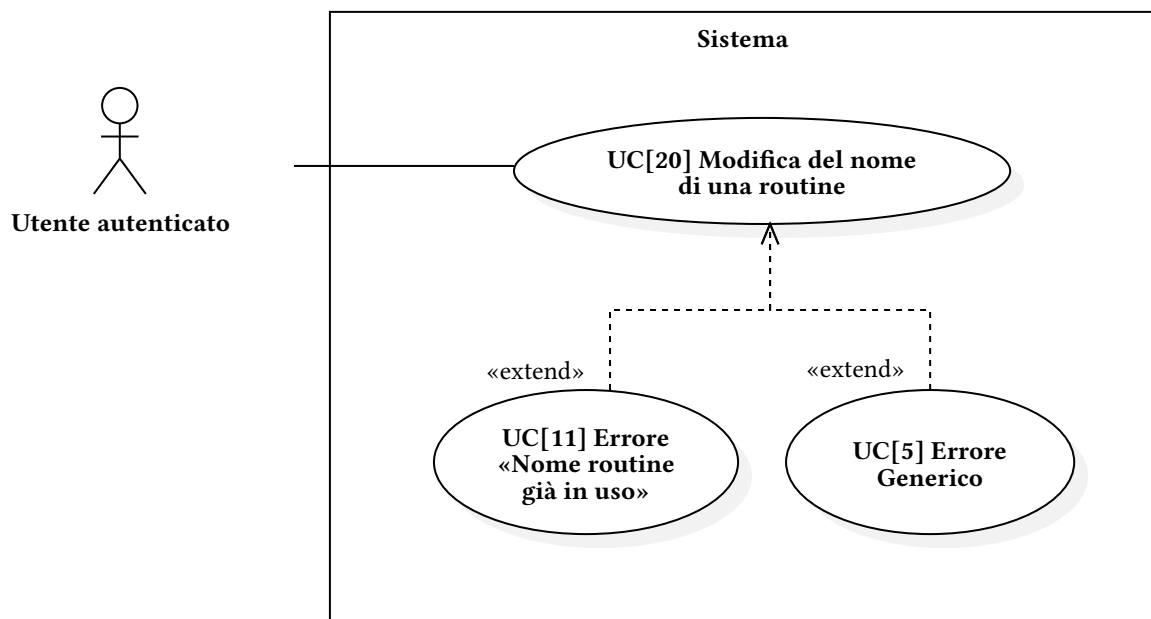 Sistema
UC[20] Modifica del nome
di una routine
Utente autenticato
«extend»
«extend»
UC[11] Errore
«Nome routine
già in uso»
UC[5] Errore
Generico